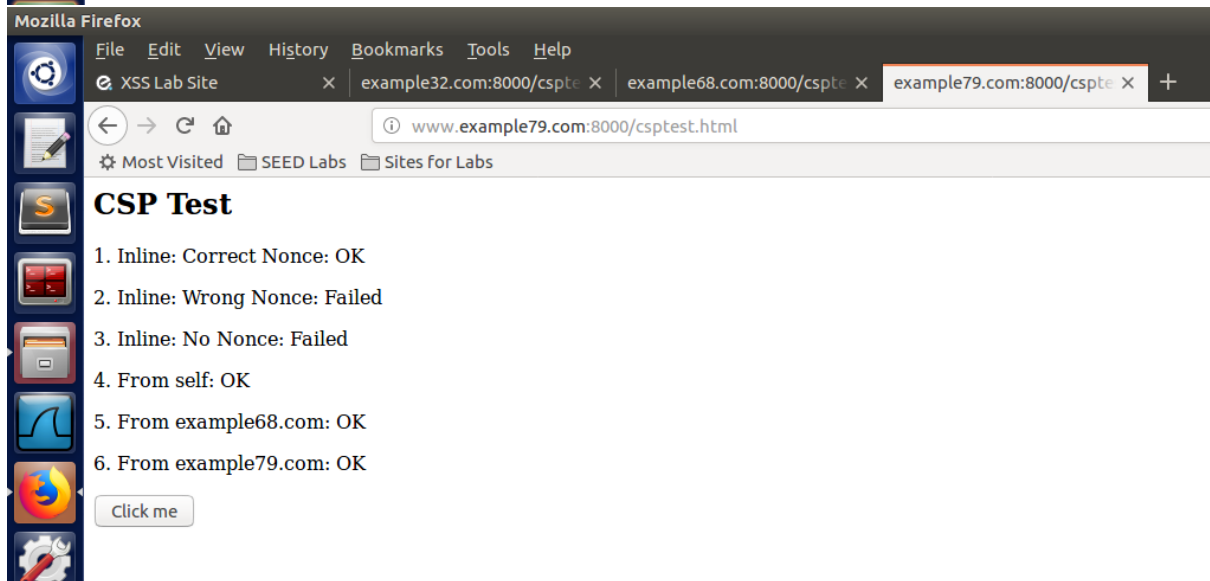 Mozilla Firefox
File Edit View History Bookmarks Tools Help
XSS Lab Site example32.com:8000/cspte example68.com:8000/cspte example79.com:8000/cspte
www.example79.com:8000/csptest.html
Most Visited SEED Labs Sites for Labs
CSP Test
1. Inline: Correct Nonce: OK
2. Inline: Wrong Nonce: Failed
3. Inline: No Nonce: Failed
4. From self: OK
5. From example68.com: OK
6. From example79.com: OK
Click me